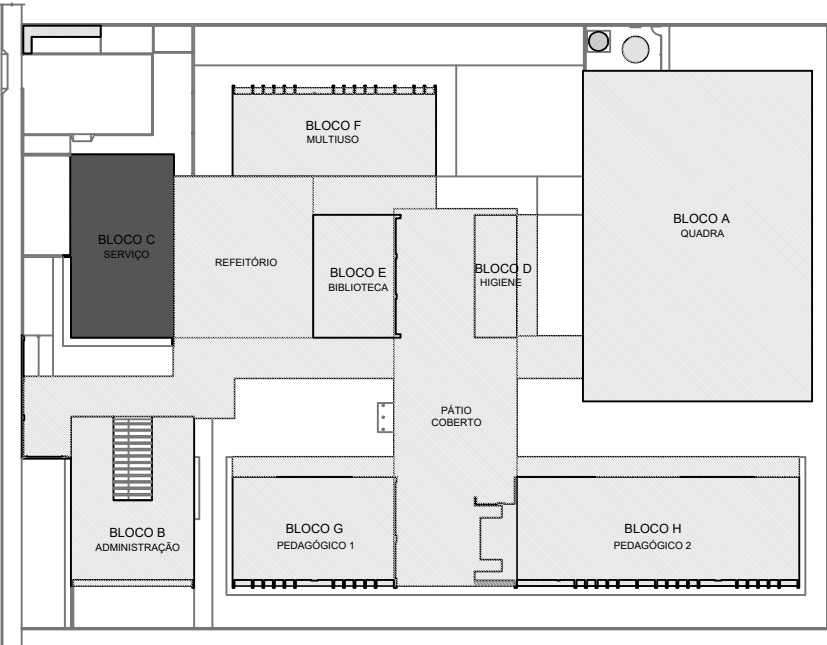 BLOCO F
MULTIUSO
BLOCO A
QUADRA
BLOCO C
SERVIÇO
REFEITÓRIO
BLOCO E
BIBLIOTECA
BLOCO D
HIGIENE
PÁTIO
COBERTO
BLOCO B
ADMINISTRAÇÃO
BLOCO G
PEDAGÓGICO 1
BLOCO H
PEDAGÓGICO 2